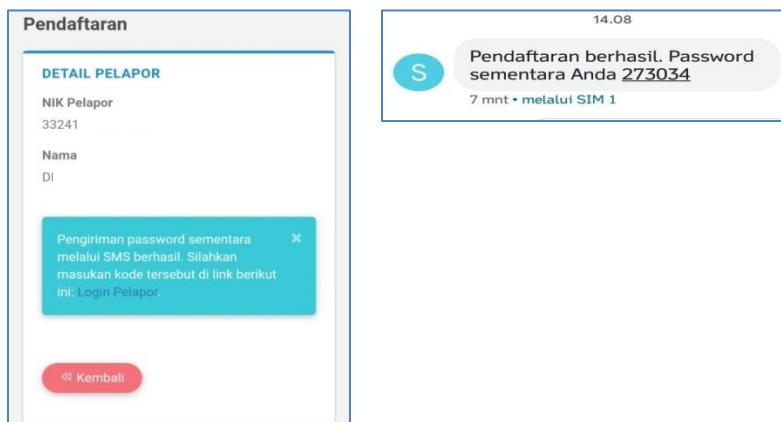 Pendaftaran
DETAIL PELAPOR
NIK Pelapor
33241
Nama
DI
Pengiriman password sementara
melalui SMS berhasil. Silahkan
masukan kode tersebut di link berikut
ini: Login Pelapor.
Kembali
14.08
S
Pendaftaran berhasil. Password
sementara Anda 273034
7 mnt • melalui SIM 1